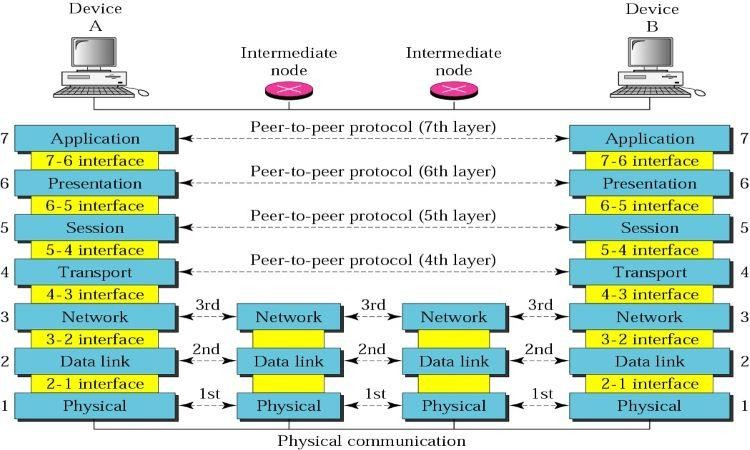 Device
A
Device
B
Intermediate
node
Intermediate
node
7 Application Peer-to-peer protocol (7th layer) Application 7
7-6 interface 7-6 interface
6 Presentation Peer-to-peer protocol (6th layer) Presentation 6
6-5 interface 6-5 interface
5 Session Peer-to-peer protocol (5th layer) Session 5
5-4 interface 5-4 interface
4 Transport Peer-to-peer protocol (4th layer) Transport 4
4-3 interface 4-3 interface
3 Network 3rd Network 3rd Network 3rd Network 3
3-2 interface 3-2 interface
2 Data link 2nd Data link 2nd Data link 2nd Data link 2
2-1 interface 2-1 interface
1 Physical 1st Physical 1st Physical 1st Physical 1
Physical communication